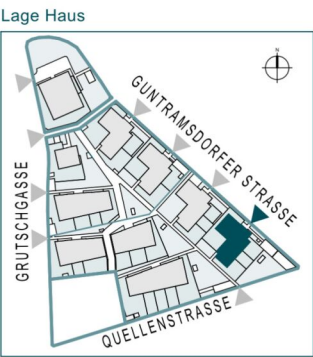 Lage Haus
N
GUNTRAMSDORFER STRASSE
GRUTSCHGASSE
QUELLENSTRASSE